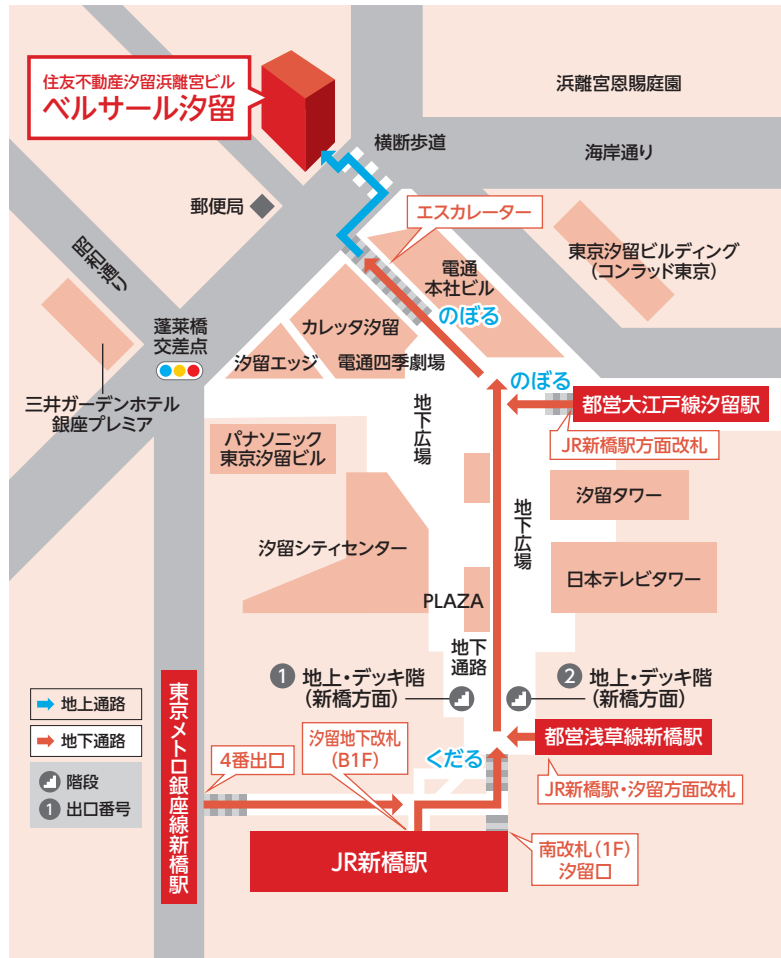 住友不動産汐留浜離宮ビル
ベルサール汐留
浜離宮恩賜庭園
横断歩道
海岸通り
郵便局
エスカレーター
昭和通り
電通
本社ビル
東京汐留ビルディング
(コンラッド東京)
のぼる
カレッタ汐留
蓬莱橋
交差点
汐留エッジ
電通四季劇場
のぼる
三井ガーデンホテル
銀座プレミア
地下広場
都営大江戸線汐留駅
JR新橋駅方面改札
パナソニック
東京汐留ビル
汐留タワー
地下広場
汐留シティセンター
日本テレビタワー
PLAZA
地下
通路
1 地上・デッキ階
(新橋方面)
2 地上・デッキ階
(新橋方面)
東京メトロ銀座線新橋駅
地上通路
地下通路
階段
1 出口番号
4番出口
汐留地下改札
(B1F)
くだる
都営浅草線新橋駅
JR新橋駅・汐留方面改札
JR新橋駅
南改札(1F)
汐留口